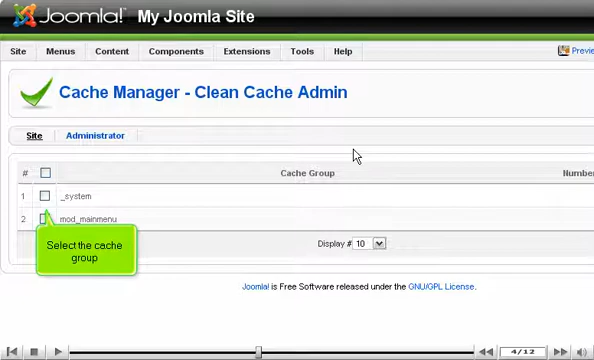 Joomla! My Joomla Site
Site Menus Content Components Extensions Tools Help Previe
Cache Manager - Clean Cache Admin
Site Administrator
# Cache Group Number
1 _system
2 mod_mainmenu
Select the cache
group
Display # 10
Joomla! is Free Software released under the GNU/GPL License.
4/12